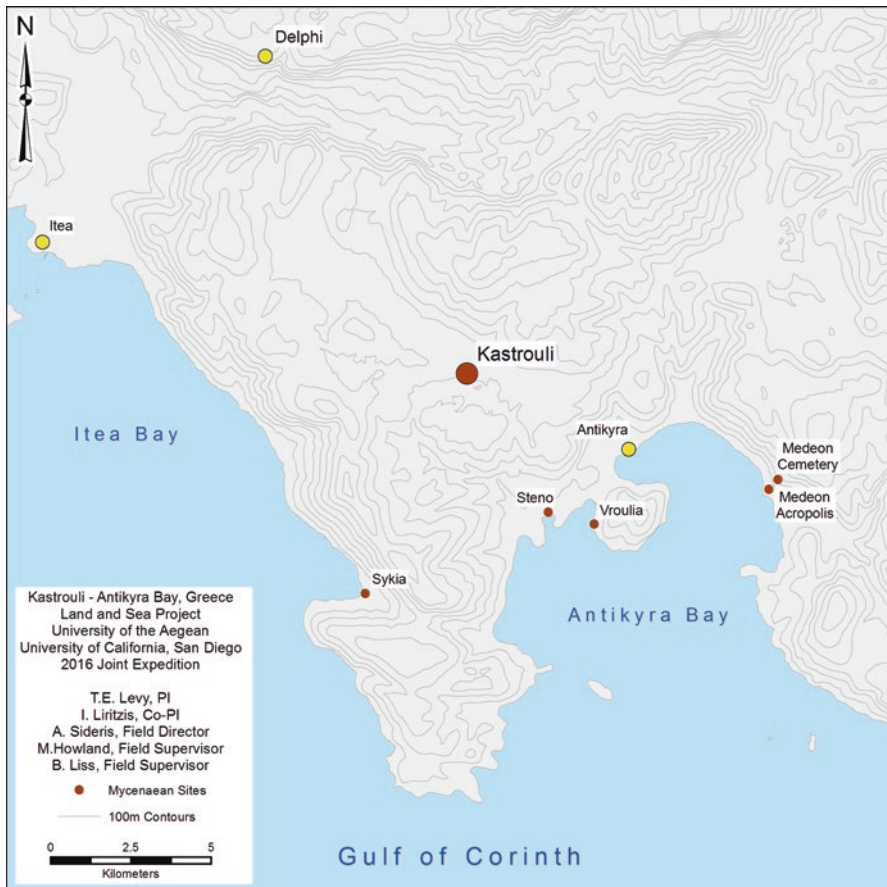 N
Delphi
Itea
Kastrouli
Itea Bay
Antikyra
Medeon
Cemetery
Medeon
Acropolis
Steno
Vroulia
Sykia
Antikyra Bay
Kastrouli - Antikyra Bay, Greece
Land and Sea Project
University of the Aegean
University of California, San Diego
2016 Joint Expedition
T.E. Levy, PI
I. Liritzis, Co-PI
A. Sideris, Field Director
M.Howland, Field Supervisor
B. Liss, Field Supervisor
Mycenaean Sites
100m Contours
0 2.5 5
Kilometers
Gulf of Corinth